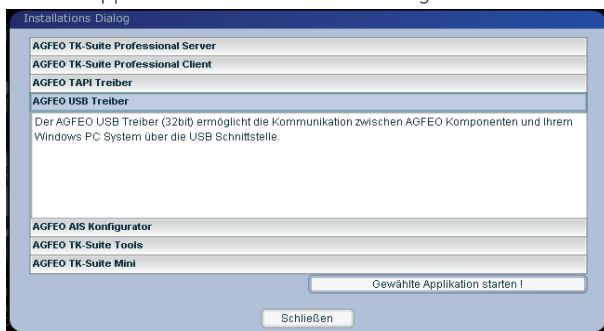 Installations Dialog
AGFEO TK-Suite Professional Server
AGFEO TK-Suite Professional Client
AGFEO TAPI Treiber
AGFEO USB Treiber
Der AGFEO USB Treiber (32bit) ermöglicht die Kommunikation zwischen AGFEO Komponenten und Ihrem
Windows PC System über die USB Schnittstelle.
AGFEO AIS Konfigurator
AGFEO TK-Suite Tools
AGFEO TK-Suite Mini
Gewählte Applikation starten !
Schließen